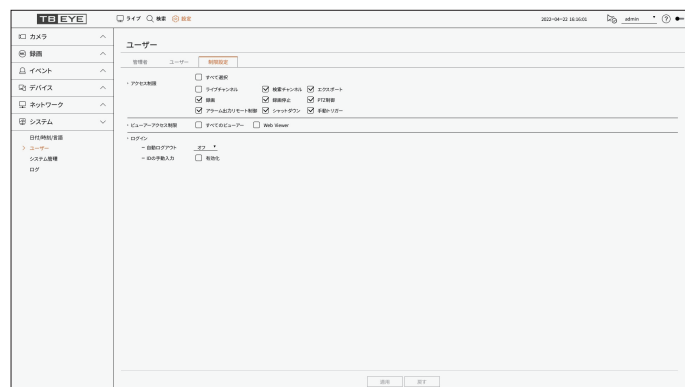 TB EYE
ライブ 検索 設定
2022-04-22 16:16:01 admin ?
カメラ
録画
イベント
デバイス
ネットワーク
システム
日付/時刻/言語
> ユーザー
システム管理
ログ
ユーザー
管理者 ユーザー 制限設定
・アクセス制限 すべて選択
ライブチャンネル 検索チャンネル エクスポート
録画 録画停止 PTZ制御
アラーム出力リモート制御 シャットダウン 手動トリガー
・ビューアーアクセス制限 すべてのビューアー Web Viewer
・ログイン
− 自動ログアウト オフ
− IDの手動入力 有効化
適用 戻す